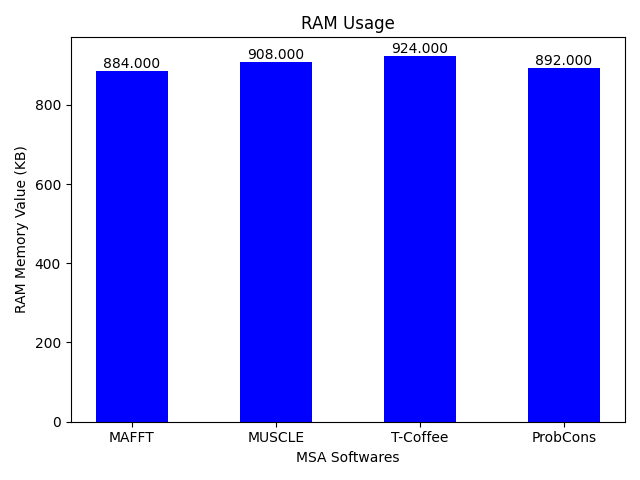 RAM Usage
884.000
908.000
924.000
892.000
800
600
400
200
0
RAM Memory Value (KB)
MAFFT
MUSCLE
T-Coffee
ProbCons
MSA Softwares